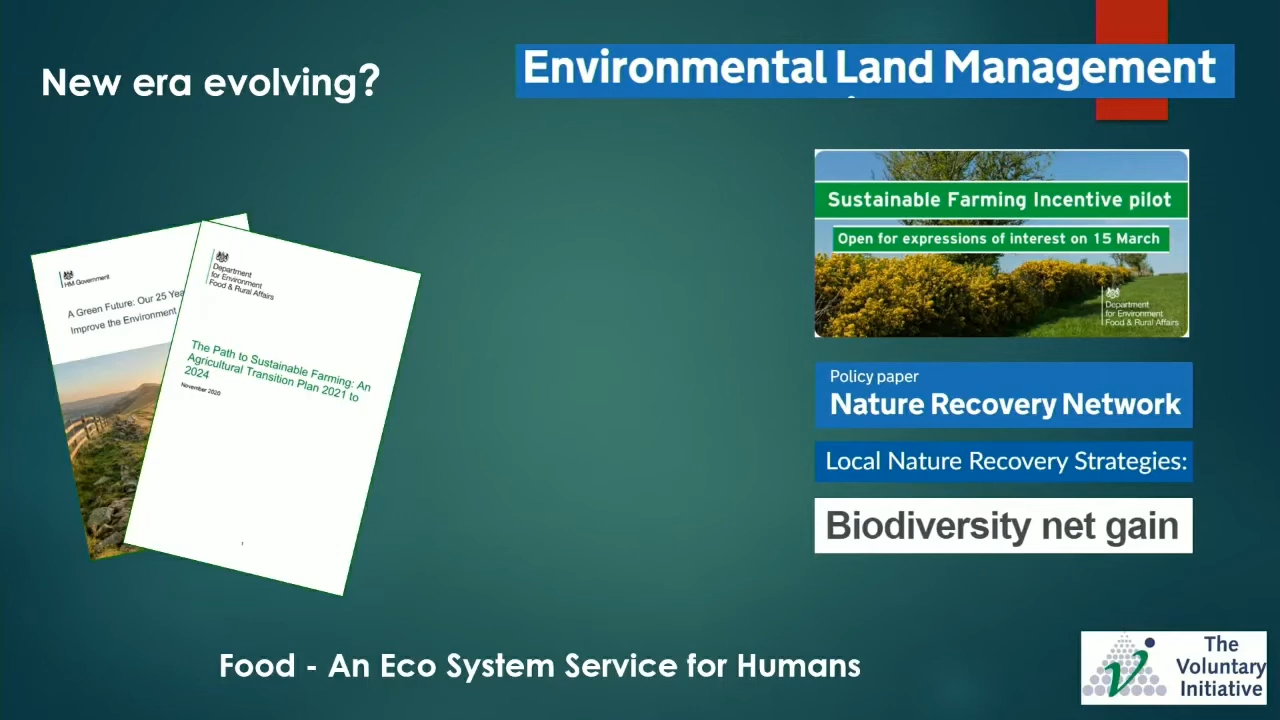 New era evolving?
Environmental Land Management
HM Government
A Green Future: Our 25 Yea
Improve the Environment
Department
for Environment
Food & Rural Affairs
The Path to Sustainable Farming: An
Agricultural Transition Plan 2021 to
2024
November 2020
1
Sustainable Farming Incentive pilot
Open for expressions of interest on 15 March
Department
for Environment
Food & Rural Affairs
Policy paper
Nature Recovery Network
Local Nature Recovery Strategies:
Biodiversity net gain
Food - An Eco System Service for Humans
The
Voluntary
Initiative